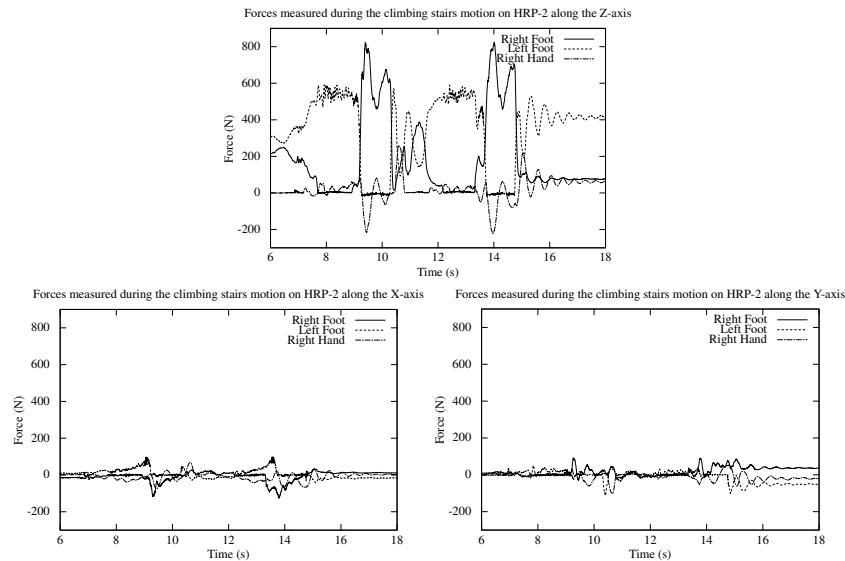 Forces measured during the climbing stairs motion on HRP-2 along the Z-axis
800
600
400
200
0
-200
Force (N)
Right Foot
Left Foot
Right Hand
6 8 10 12 14 16 18
Time (s)
Forces measured during the climbing stairs motion on HRP-2 along the X-axis
800
600
400
200
0
-200
Force (N)
Right Foot
Left Foot
Right Hand
6 8 10 12 14 16 18
Time (s)
Forces measured during the climbing stairs motion on HRP-2 along the Y-axis
800
600
400
200
0
-200
Force (N)
Right Foot
Left Foot
Right Hand
6 8 10 12 14 16 18
Time (s)